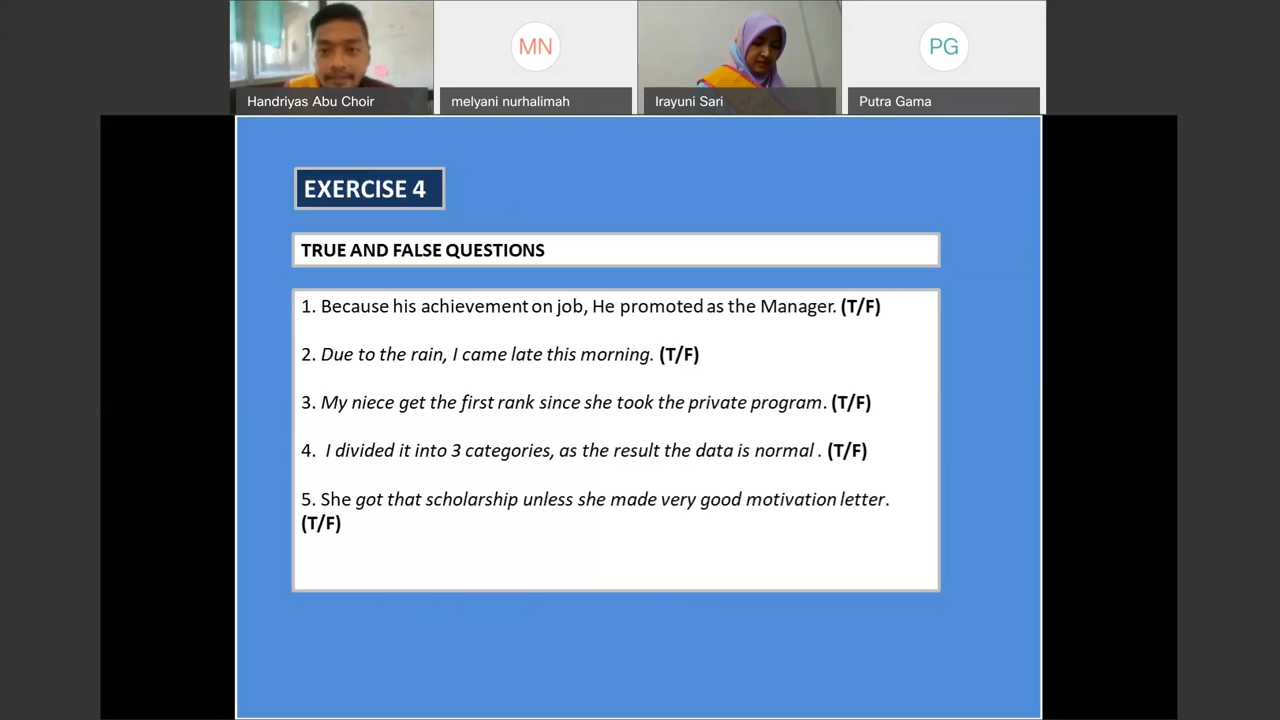 MN
PG
Handriyas Abu Choir
melyani nurhalimah
Irayuni Sari
Putra Gama
EXERCISE 4
TRUE AND FALSE QUESTIONS
1. Because his achievement on job, He promoted as the Manager. (T/F)
2. Due to the rain, I came late this morning. (T/F)
3. My niece get the first rank since she took the private program. (T/F)
4. I divided it into 3 categories, as the result the data is normal . (T/F)
5. She got that scholarship unless she made very good motivation letter.
(T/F)